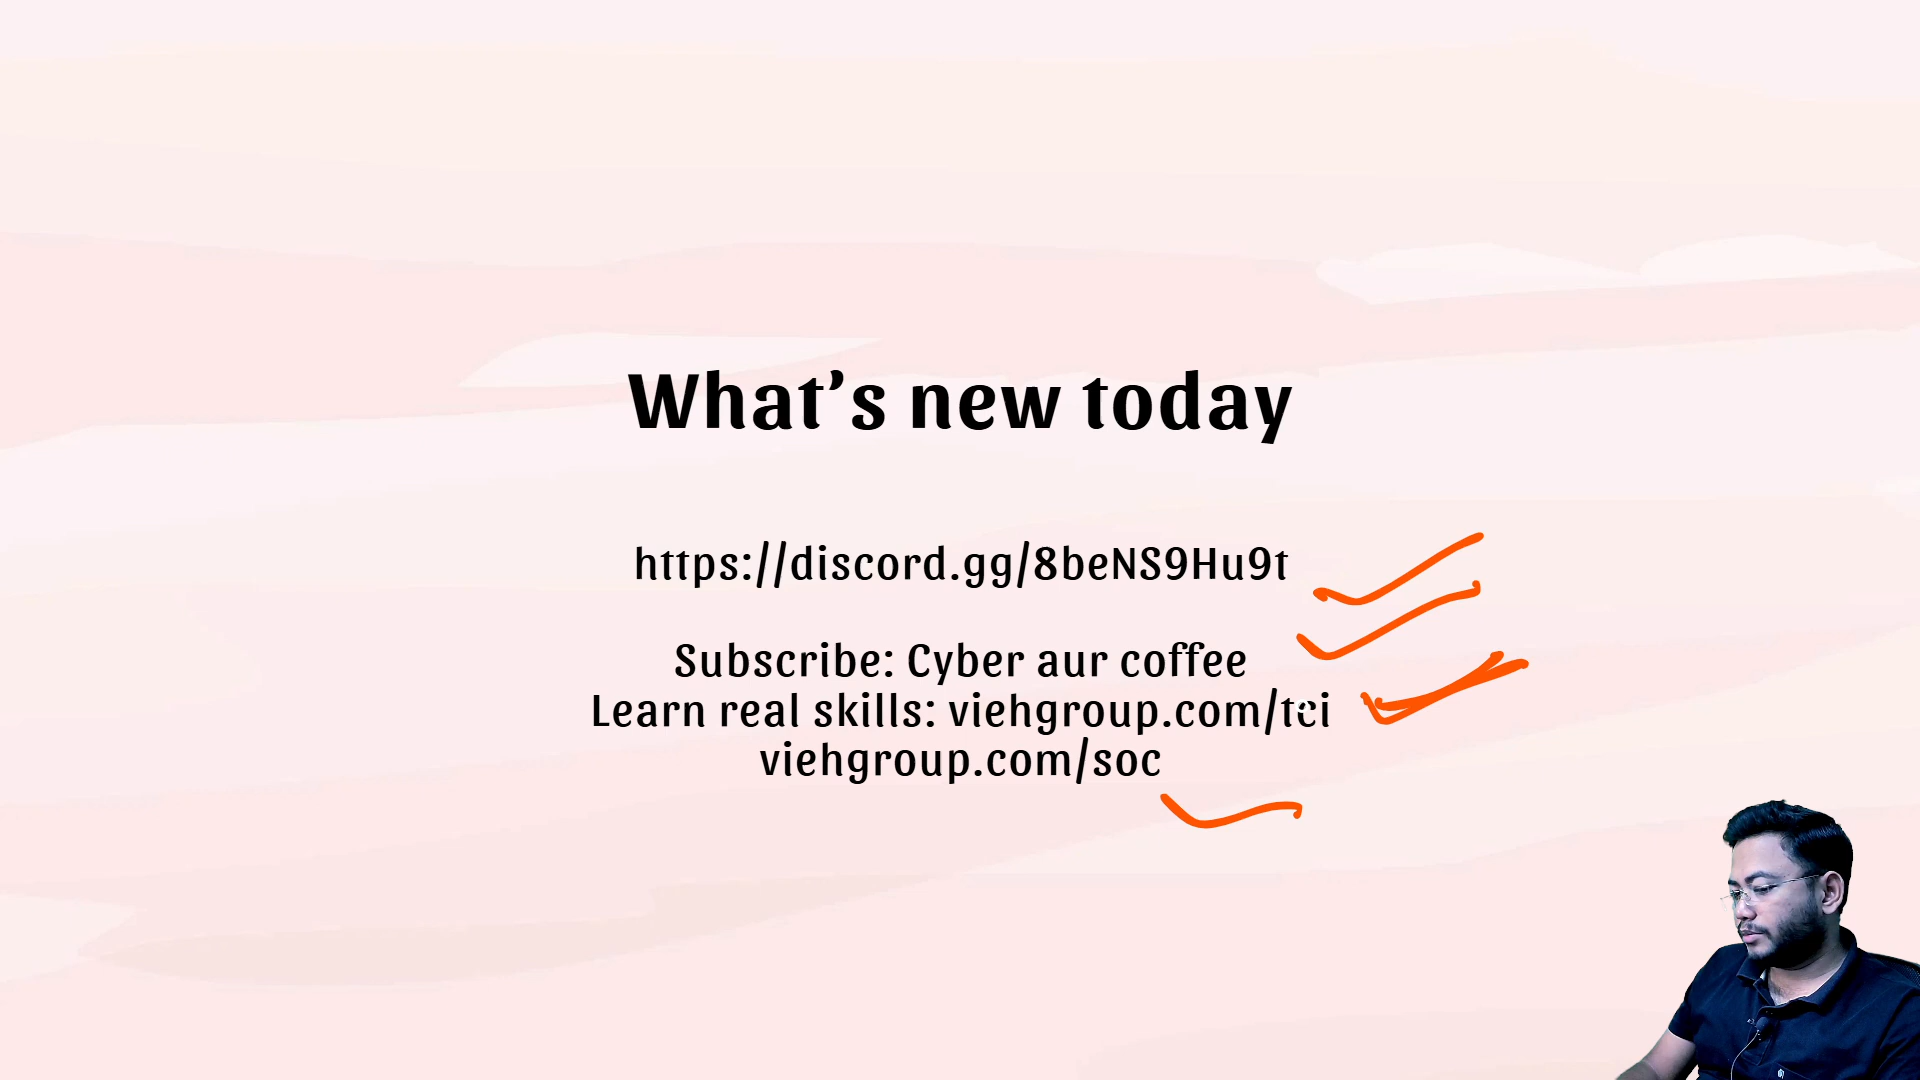 What’s new today
https://discord.gg/8beNS9Hu9t
Subscribe: Cyber aur coffee
Learn real skills: viehgroup.com/tci
viehgroup.com/soc